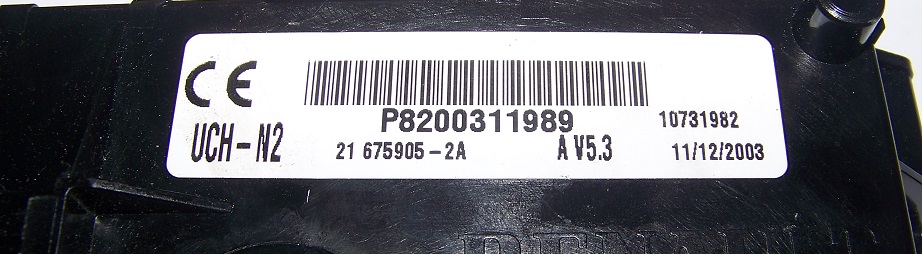 CE
P8200311989
10731982
UCH-N2
21 675905-2A
A V5.3
11/12/2003